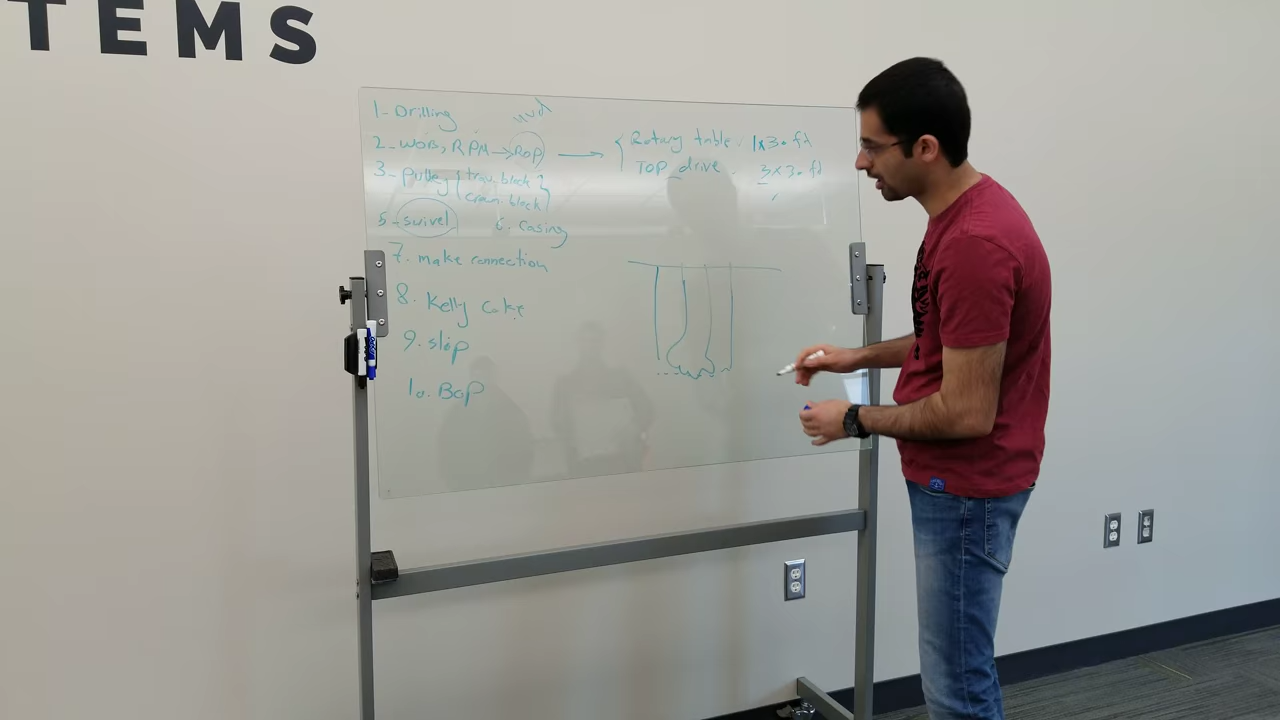 TEMS
1- Drilling
mud
2- WOB, RPM → ROP → { Rotary table: 1x30 ft
TOP drive: 3x30 ft
3- pulley { trav. block
crown. block }
5- swivel 6. casing
7. make connection
8. Kelly
9. slip
10. BOP